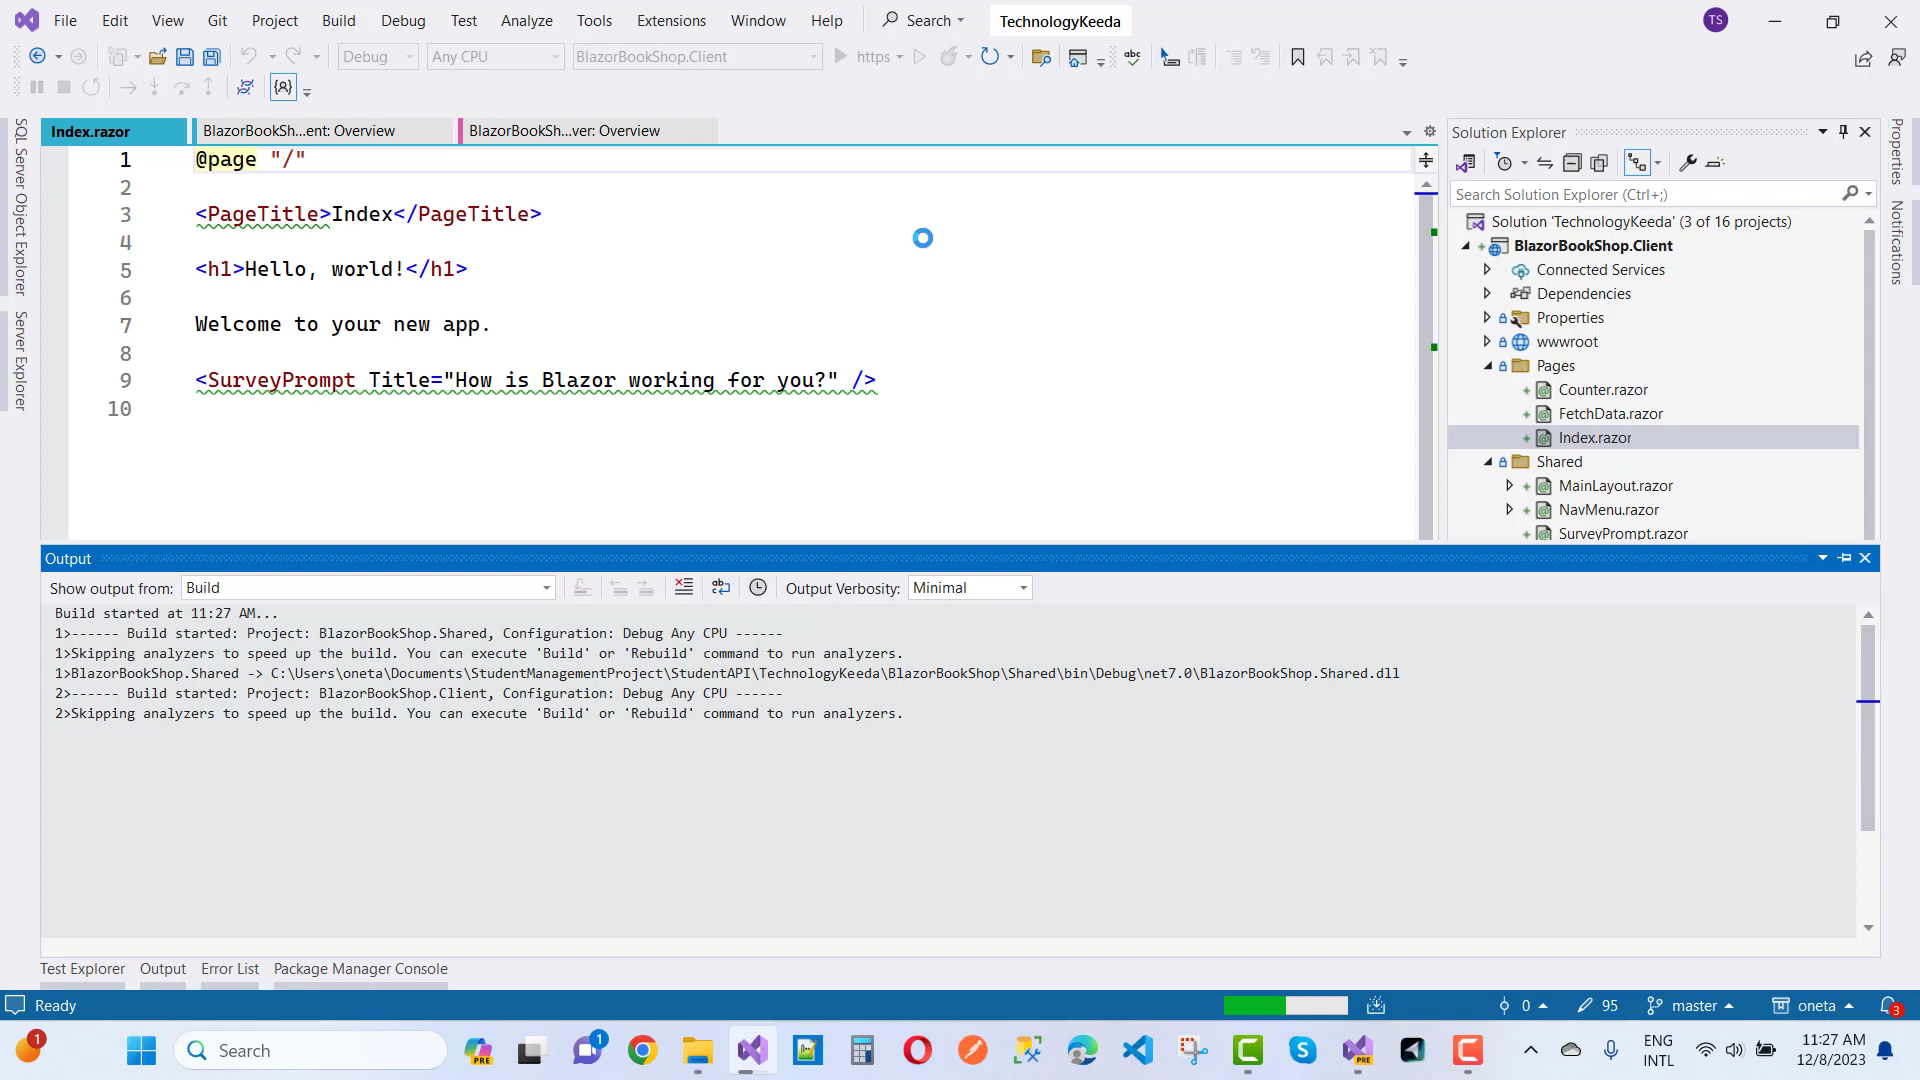 File Edit View Git Project Build Debug Test Analyze Tools Extensions Window Help Search TechnologyKeeda TS
Debug Any CPU BlazorBookShop.Client https
SQL Server Object Explorer
Server Explorer
Index.razor BlazorBookSh...ent: Overview BlazorBookSh...ver: Overview
1 @page "/"
2
3 <PageTitle>Index</PageTitle>
4
5 <h1>Hello, world!</h1>
6
7 Welcome to your new app.
8
9 <SurveyPrompt Title="How is Blazor working for you?" />
10
Solution Explorer
Search Solution Explorer (Ctrl+;)
Solution 'TechnologyKeeda' (3 of 16 projects)
BlazorBookShop.Client
Connected Services
Dependencies
Properties
wwwroot
Pages
Counter.razor
FetchData.razor
Index.razor
Shared
MainLayout.razor
NavMenu.razor
SurveyPrompt.razor
Properties
Notifications
Output
Show output from: Build Output Verbosity: Minimal
Build started at 11:27 AM...
1>------ Build started: Project: BlazorBookShop.Shared, Configuration: Debug Any CPU ------
1>Skipping analyzers to speed up the build. You can execute 'Build' or 'Rebuild' command to run analyzers.
1>BlazorBookShop.Shared -> C:\Users\oneta\Documents\StudentManagementProject\StudentAPI\TechnologyKeeda\BlazorBookShop\Shared\bin\Debug\net7.0\BlazorBookShop.Shared.dll
2>------ Build started: Project: BlazorBookShop.Client, Configuration: Debug Any CPU ------
2>Skipping analyzers to speed up the build. You can execute 'Build' or 'Rebuild' command to run analyzers.
Test Explorer Output Error List Package Manager Console
Ready 0 95 master oneta 3
1 Search PRE 1 PRE ENG INTL 11:27 AM
12/8/2023